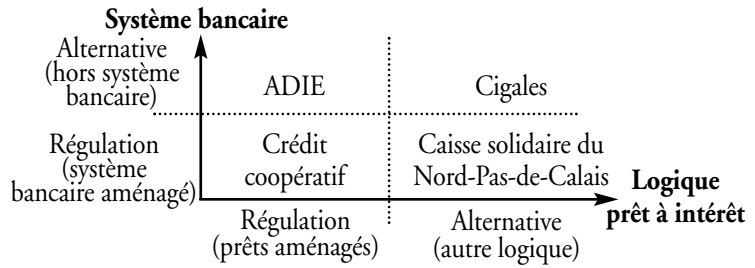 Système bancaire
Alternative
(hors système
bancaire)
ADIE
Cigales
Régulation
(système
bancaire aménagé)
Crédit
coopératif
Caisse solidaire du
Nord-Pas-de-Calais
Logique
prêt à intérêt
Régulation
(prêts aménagés)
Alternative
(autre logique)